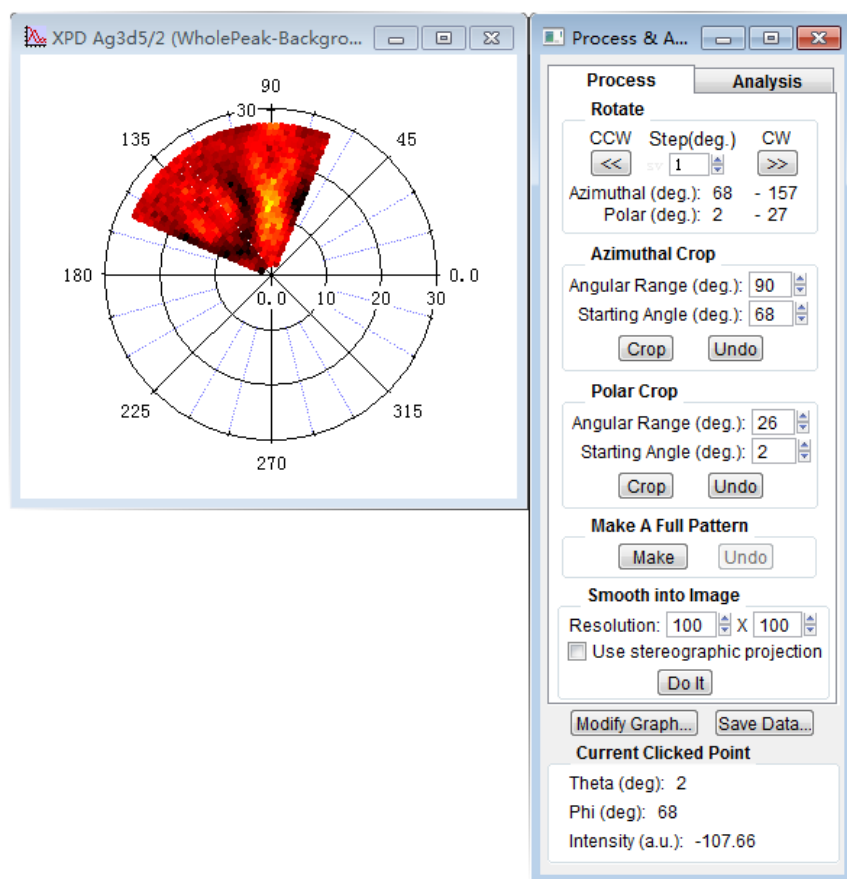 XPD Ag3d5/2 (WholePeak-Backgro...
90
30
135
45
180
0.0
0.0
10
20
30
225
315
270
Process & A...
Process
Analysis
Rotate
CCW Step(deg.) CW
<< 1 >>
Azimuthal (deg.): 68 - 157
Polar (deg.): 2 - 27
Azimuthal Crop
Angular Range (deg.): 90
Starting Angle (deg.): 68
Crop Undo
Polar Crop
Angular Range (deg.): 26
Starting Angle (deg.): 2
Crop Undo
Make A Full Pattern
Make Undo
Smooth into Image
Resolution: 100 X 100
Use stereographic projection
Do It
Modify Graph... Save Data...
Current Clicked Point
Theta (deg): 2
Phi (deg): 68
Intensity (a.u.): -107.66